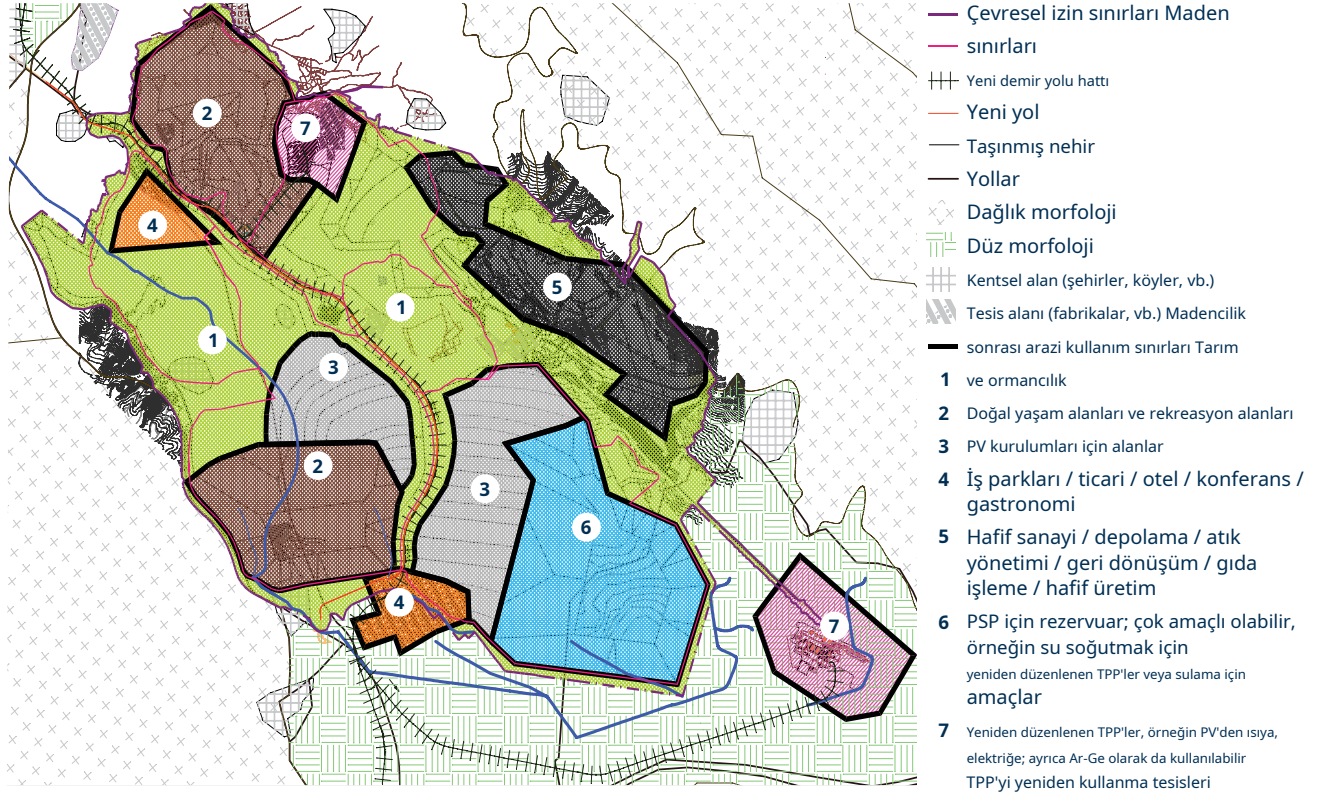 Çevresel izin sınırları Maden
sınırları
Yeni demir yolu hattı
Yeni yol
Taşınmış nehir
Yollar
Dağlık morfoloji
Düz morfoloji
Kentsel alan (şehirler, köyler, vb.)
Tesis alanı (fabrikalar, vb.) Madencilik
sonrası arazi kullanım sınırları Tarım
1 ve ormancılık
2 Doğal yaşam alanları ve rekreasyon alanları
3 PV kurulumları için alanlar
4 İş parkları / ticari / otel / konferans /
gastronomi
5 Hafif sanayi / depolama / atık
yönetimi / geri dönüşüm / gıda
işleme / hafif üretim
6 PSP için rezervuar; çok amaçlı olabilir,
örneğin su soğutmak için
yeniden düzenlenen TPP'ler veya sulama için
amaçlar
7 Yeniden düzenlenen TPP'ler, örneğin PV'den ısıya,
elektriğe; ayrıca Ar-Ge olarak da kullanılabilir
TPP'yi yeniden kullanma tesisleri
2
7
4
5
1
1
3
2
3
6
4
7